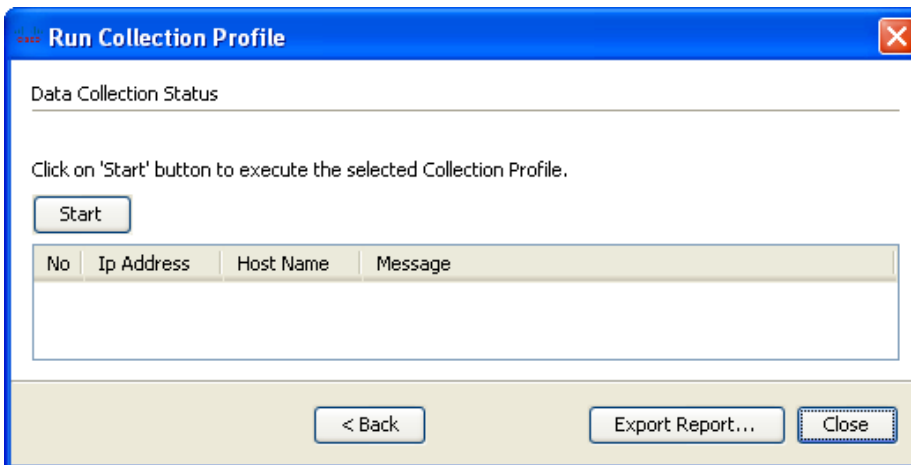 Run Collection Profile
Data Collection Status
Click on 'Start' button to execute the selected Collection Profile.
Start
No Ip Address Host Name Message
< Back Export Report... Close